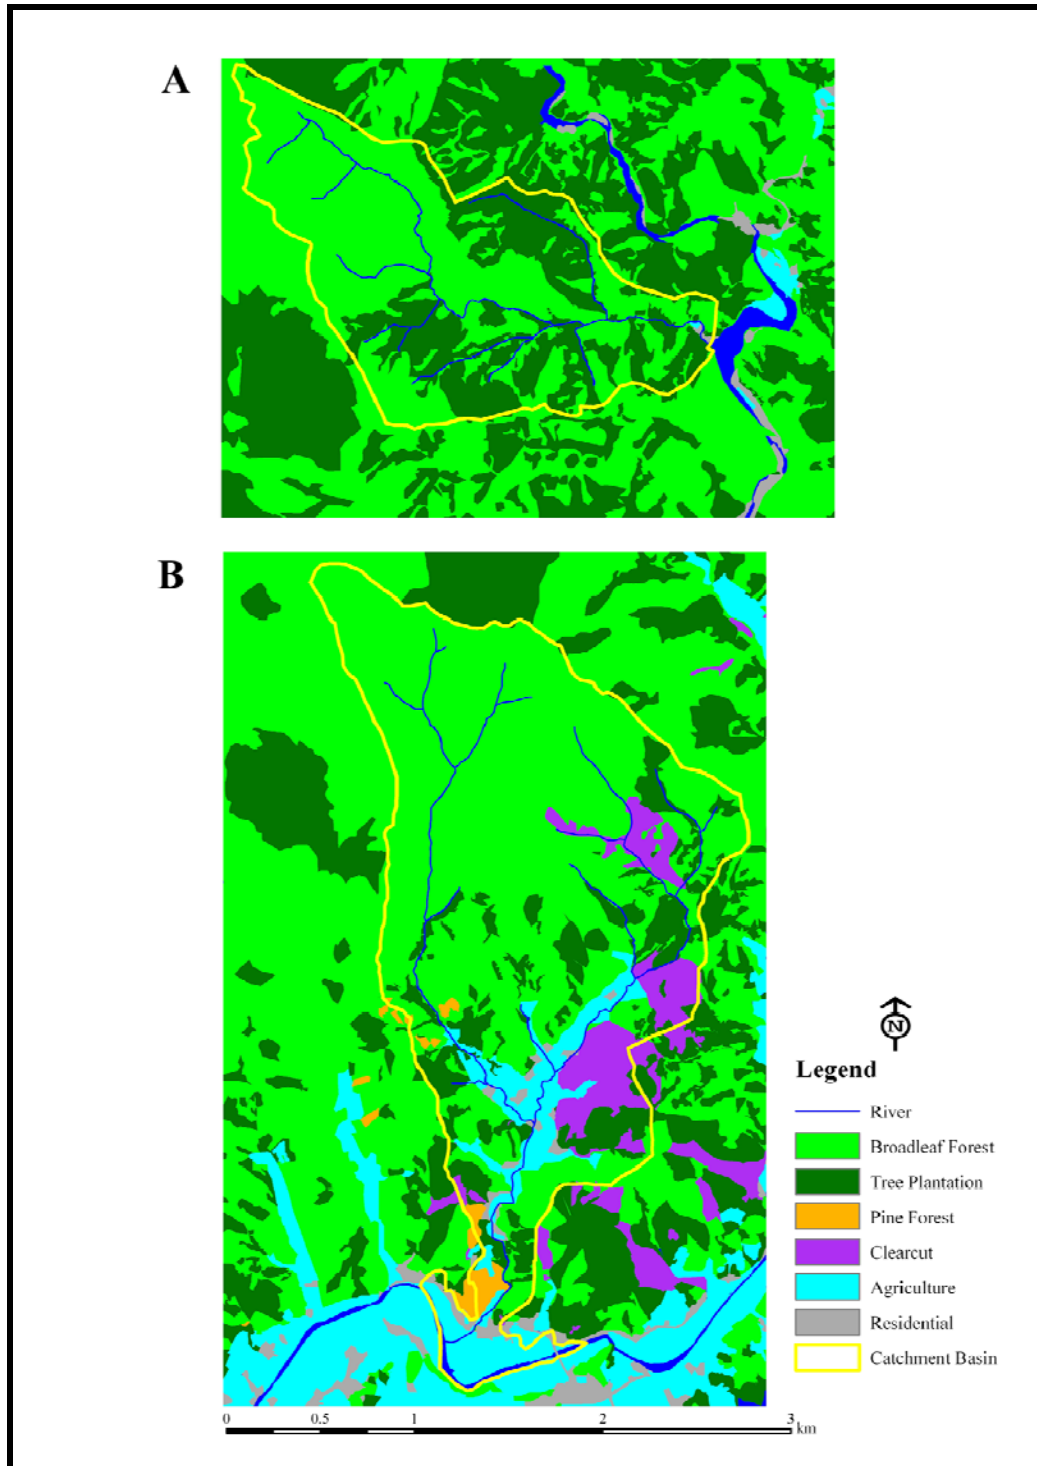 A
B
N
Legend
River
Broadleaf Forest
Tree Plantation
Pine Forest
Clearcut
Agriculture
Residential
Catchment Basin
0 0.5 1 2 3 km